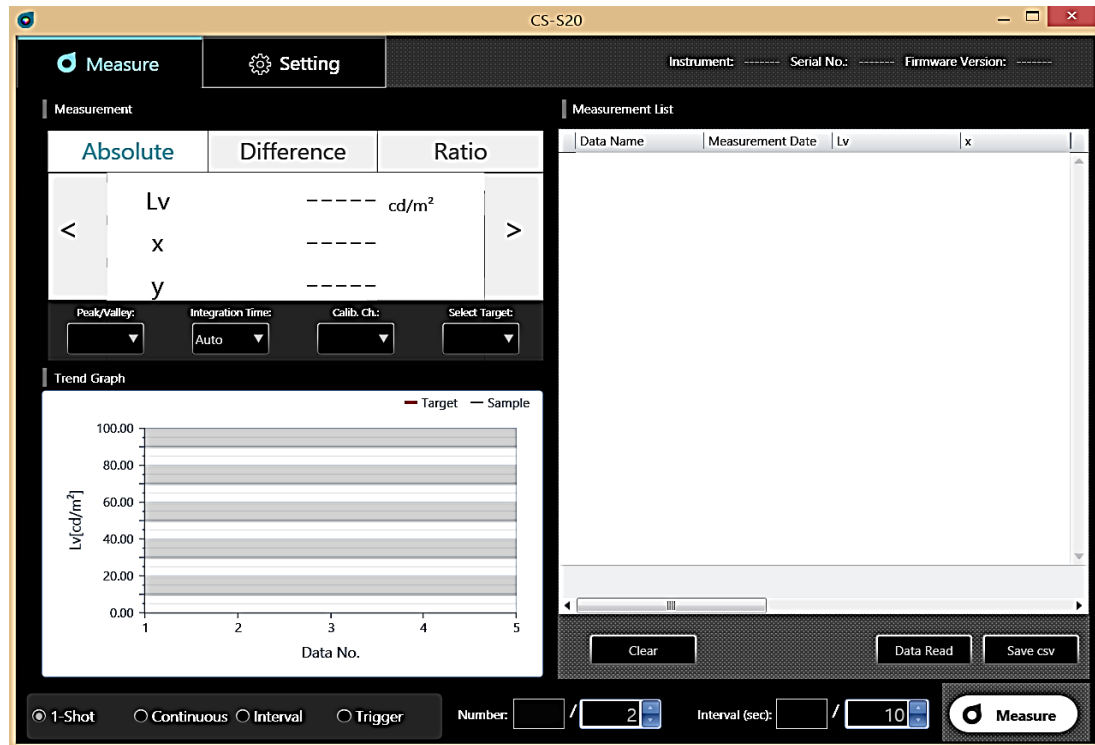 CS-S20
Measure
Setting
Instrument: ------- Serial No.: ------- Firmware Version: -------
Measurement
Absolute Difference Ratio
< Lv ----- cd/m² >
x -----
y -----
Peak/Valley: Integration Time: Calib. Ch.: Select Target:
Auto
Trend Graph
Target Sample
100.00
80.00
60.00
40.00
20.00
0.00
Lv[cd/m²]
1 2 3 4 5
Data No.
Measurement List
Data Name Measurement Date Lv x
Clear Data Read Save csv
1-Shot Continuous Interval Trigger Number: / 2 Interval (sec): / 10 Measure